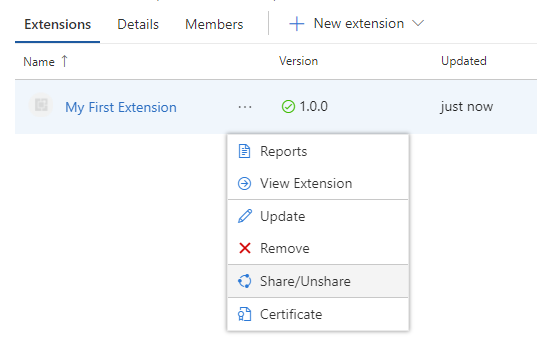 Extensions Details Members New extension
Name ↑ Version Updated
My First Extension ... 1.0.0 just now
Reports
View Extension
Update
Remove
Share/Unshare
Certificate